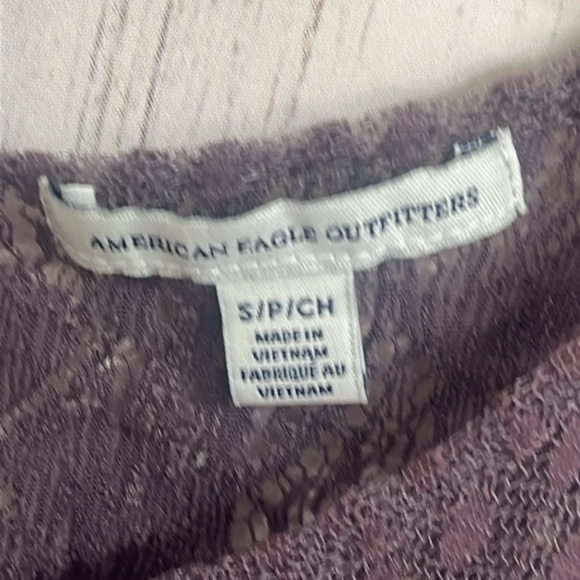 AMERICAN EAGLE OUTFITTERS
S/P/CH
MADE IN
VIETNAM
FABRIQUE AU
VIETNAM